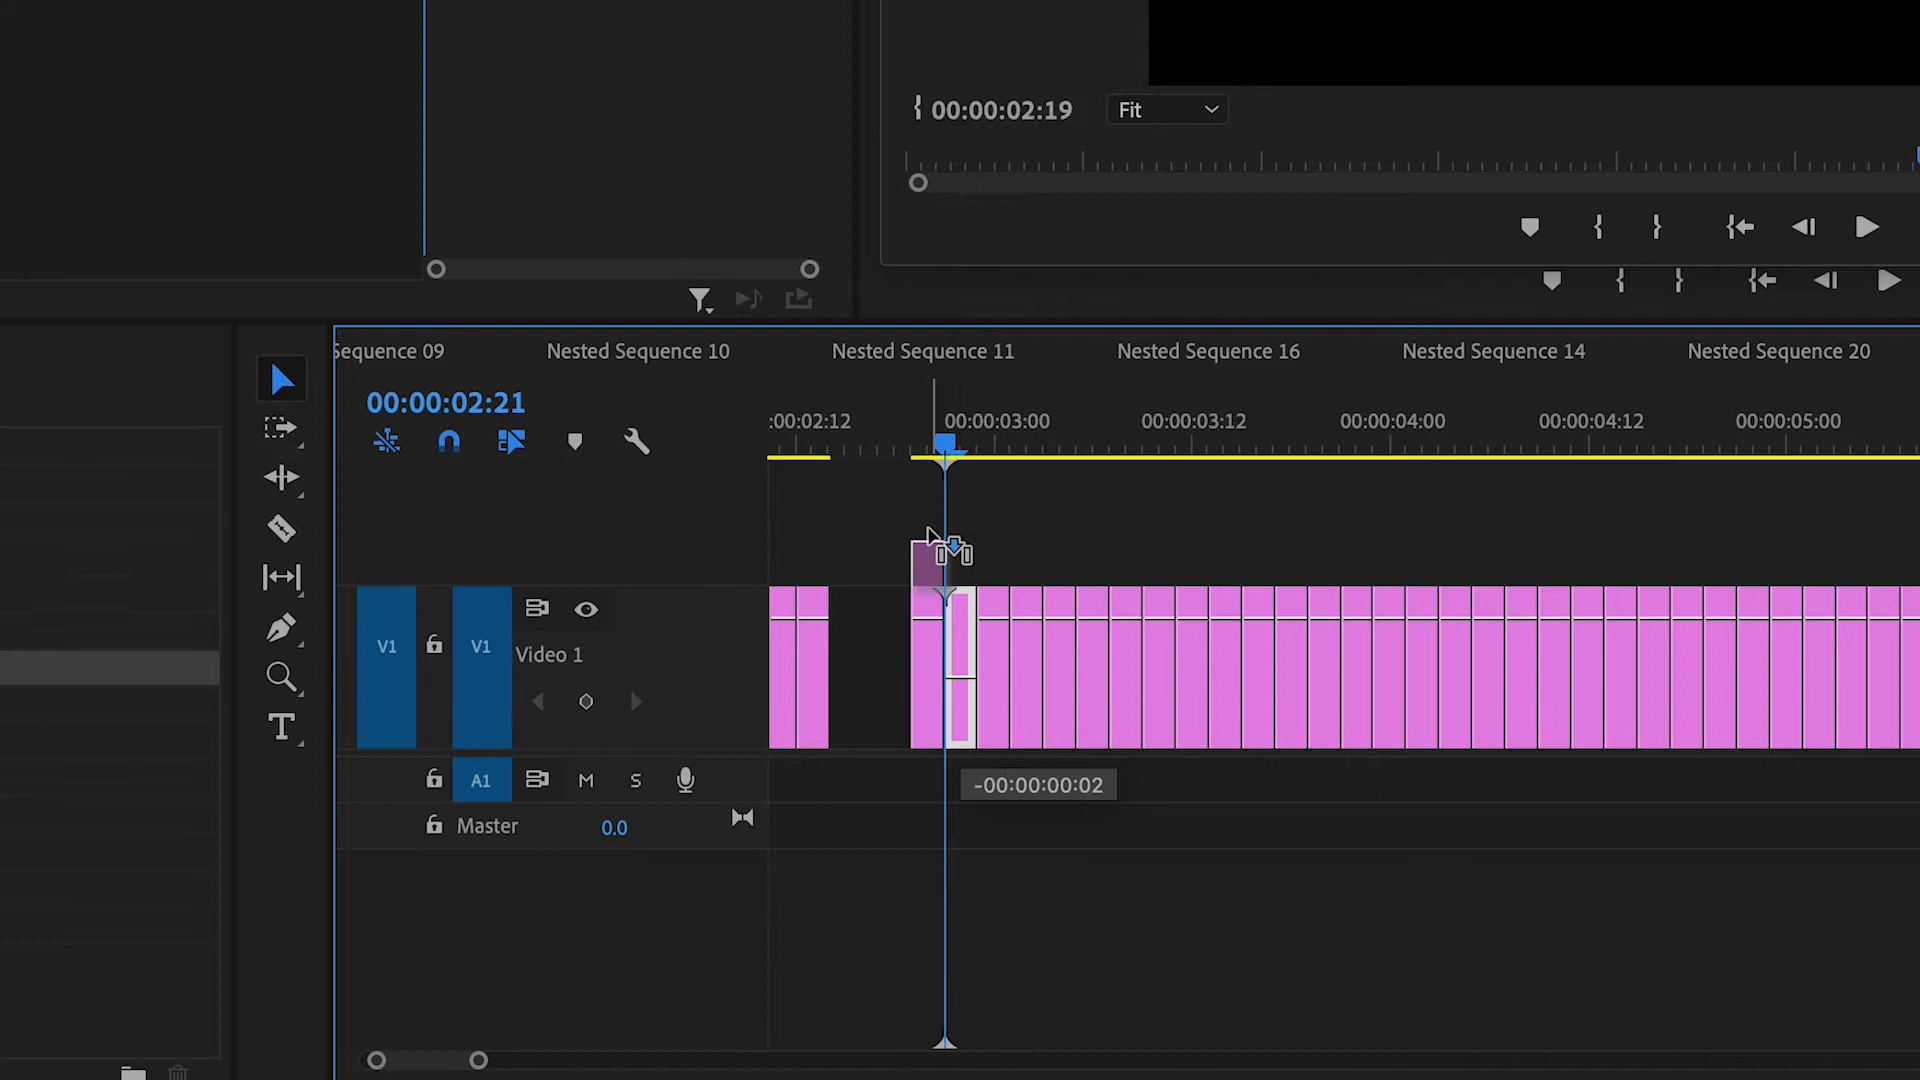 00:00:02:19
Fit
Sequence 09
Nested Sequence 10
Nested Sequence 11
Nested Sequence 16
Nested Sequence 14
Nested Sequence 20
00:00:02:21
:00:02:12
00:00:03:00
00:00:03:12
00:00:04:00
00:00:04:12
00:00:05:00
V1
V1
Video 1
A1
M
S
-00:00:00:02
Master
0.0